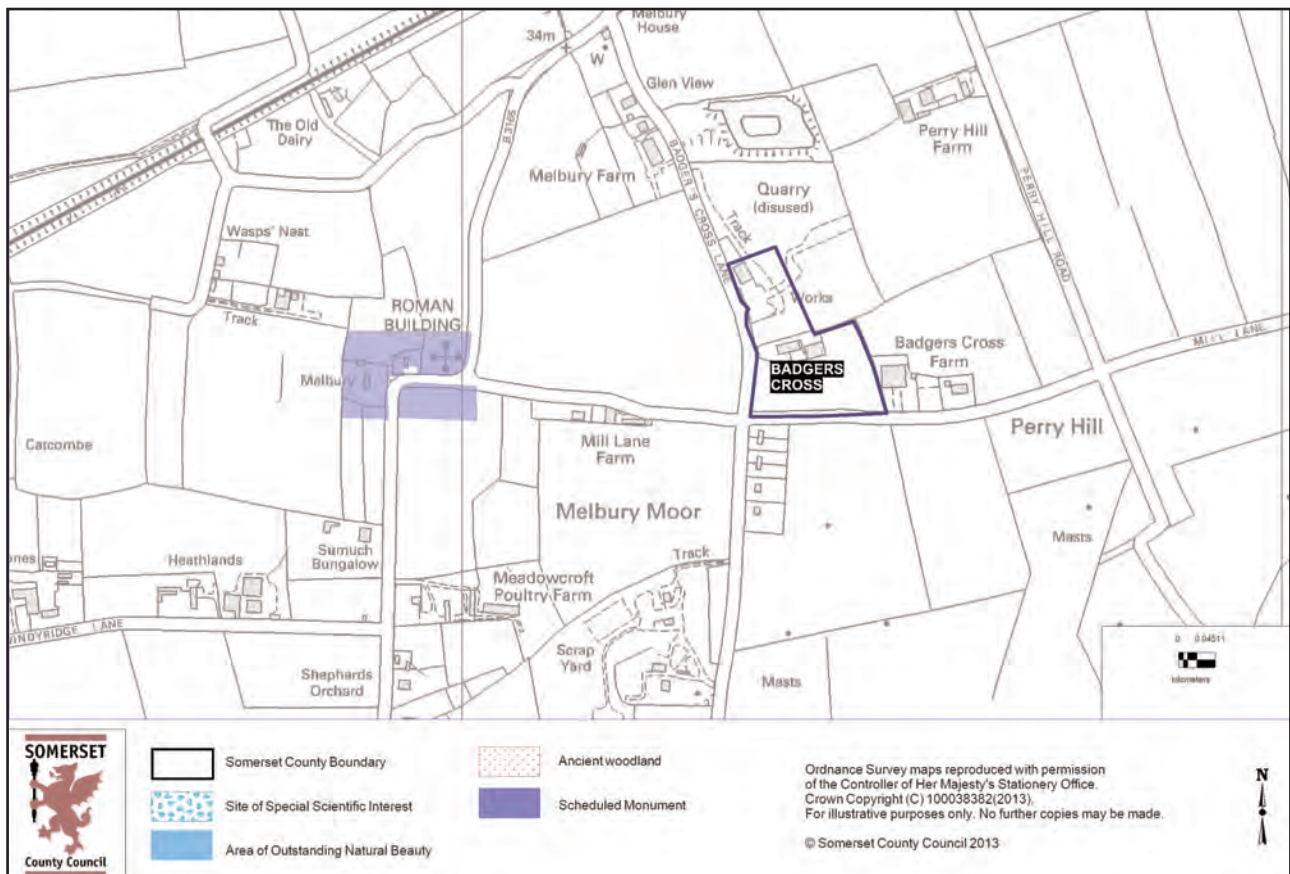 Melbury
House
34m
W
Glen View
The Old
Dairy
B 3165
BADGER'S CROSS LANE
Perry Hill
Farm
Melbury Farm
Quarry
(disused)
PERRY HILL ROAD
Track
Wasps' Nest
Works
ROMAN
BUILDING
Track
Badgers Cross
Farm
MILL LANE
Melbury
BADGERS
CROSS
Mill Lane
Farm
Perry Hill
Catcombe
Melbury Moor
Masts
Sumuch
Bungalow
Heathlands
Track
Meadowcroft
Poultry Farm
WINDYRIDGE LANE
Scrap
Yard
Shephards
Orchard
Masts
0 0.04511
kilometers
SOMERSET
County Council
Somerset County Boundary
Site of Special Scientific Interest
Area of Outstanding Natural Beauty
Ancient woodland
Scheduled Monument
Ordnance Survey maps reproduced with permission
of the Controller of Her Majesty's Stationery Office.
Crown Copyright (C) 100038382(2013).
For illustrative purposes only. No further copies may be made.
© Somerset County Council 2013
N